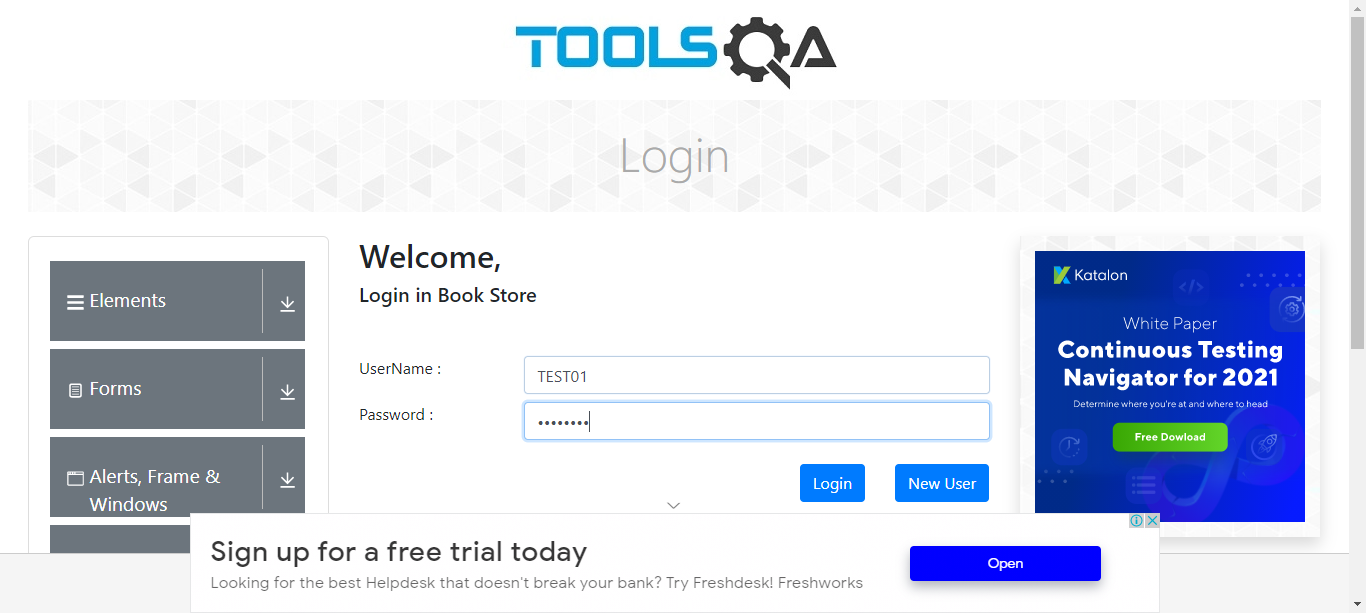 TOOLSQA
Login
Elements
Forms
Alerts, Frame &
Windows
Welcome,
Login in Book Store
UserName :
TEST01
Password :
••••••••
Login
New User
Katalon
</>
White Paper
Continuous Testing
Navigator for 2021
Determine where you're at and where to head
Free Dowload
Sign up for a free trial today
Looking for the best Helpdesk that doesn't break your bank? Try Freshdesk! Freshworks
Open